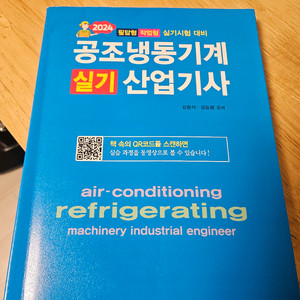 2024 필답형 작업형 실기시험 대비
공조냉동기계
실기 산업기사
책 속의 QR코드를 스캔하면
실습 과정을 동영상으로 볼 수 있습니다!
air-conditioning
refrigerating
machinery industrial engineer